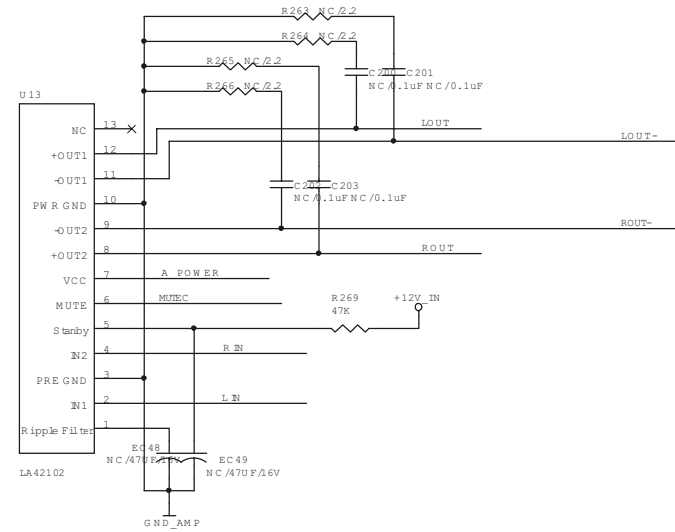 R263 NC/2.2
R264 NC/2.2
R265 NC/2.2
R266 NC/2.2
C200 C201
NC/0.1uF NC/0.1uF
U13
NC 13
LOUT
LOUT-
+OUT1 12
-OUT1 11
C202 C203
NC/0.1uF NC/0.1uF
PWR GND 10
-OUT2 9
ROUT-
+OUT2 8
ROUT
VCC 7
A POWER
MUTE 6
MUTEC
R269
47K
+12V_IN
Stanby 5
IN2 4
RIN
PRE GND 3
IN1 2
LIN
Ripple Filter 1
EC48
NC/47UF/16V
EC49
NC/47UF/16V
LA42102
GND_AMP